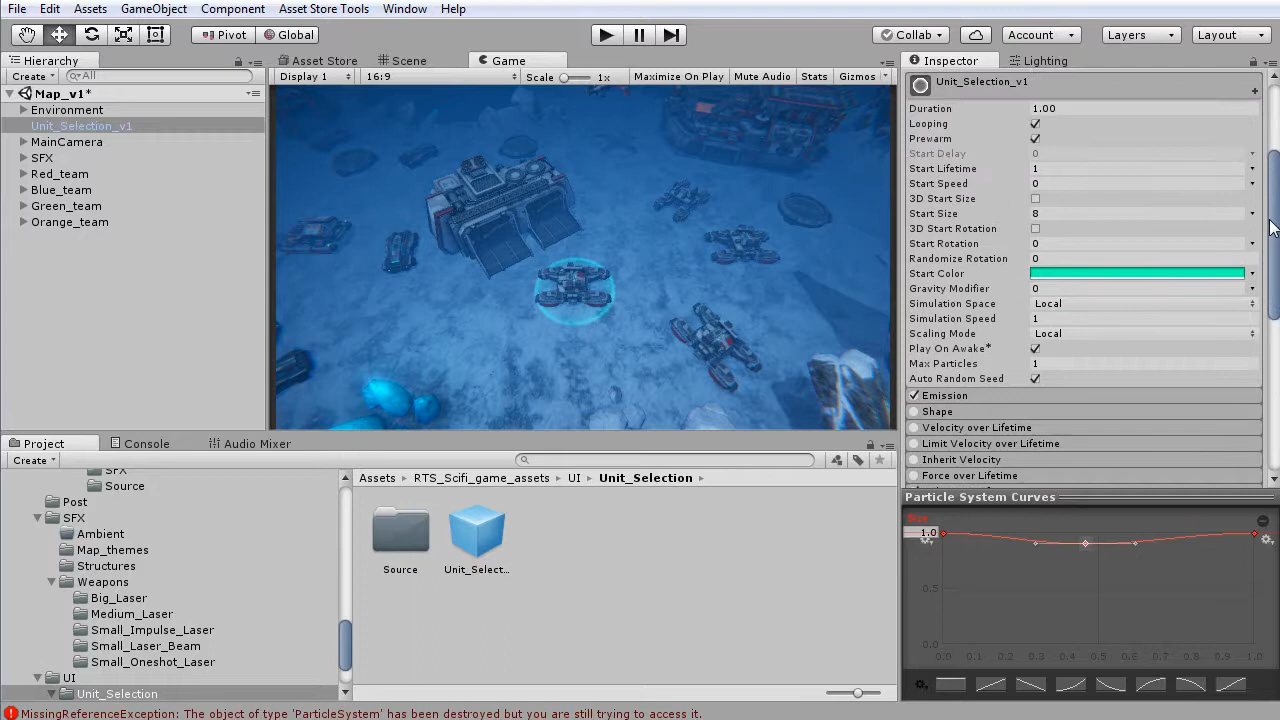 File Edit Assets GameObject Component Asset Store Tools Window Help
Pivot Global Collab Account Layers Layout
Hierarchy
Create All
Map_v1*
Environment
Unit_Selection_v1
MainCamera
SFX
Red_team
Blue_team
Green_team
Orange_team
Asset Store Scene Game
Display 1 16:9 Scale 1x Maximize On Play Mute Audio Stats Gizmos
Inspector Lighting
Unit_Selection_v1
Duration 1.00
Looping
Prewarm
Start Delay 0
Start Lifetime 1
Start Speed 0
3D Start Size
Start Size 8
3D Start Rotation
Start Rotation 0
Randomize Rotation 0
Start Color
Gravity Modifier 0
Simulation Space Local
Simulation Speed 1
Scaling Mode Local
Play On Awake*
Max Particles 1
Auto Random Seed
Emission
Shape
Velocity over Lifetime
Limit Velocity over Lifetime
Inherit Velocity
Force over Lifetime
Particle System Curves
Size
1.0
0.5
0.0
0.0 0.1 0.2 0.3 0.4 0.5 0.6 0.7 0.8 0.9 1.0
Project Console Audio Mixer
Create
SFX
Source
Post
SFX
Ambient
Map_themes
Structures
Weapons
Big_Laser
Medium_Laser
Small_Impulse_Laser
Small_Laser_Beam
Small_Oneshot_Laser
UI
Unit_Selection
Assets RTS_Scifi_game_assets UI Unit_Selection
Source Unit_Select...
MissingReferenceException: The object of type 'ParticleSystem' has been destroyed but you are still trying to access it.